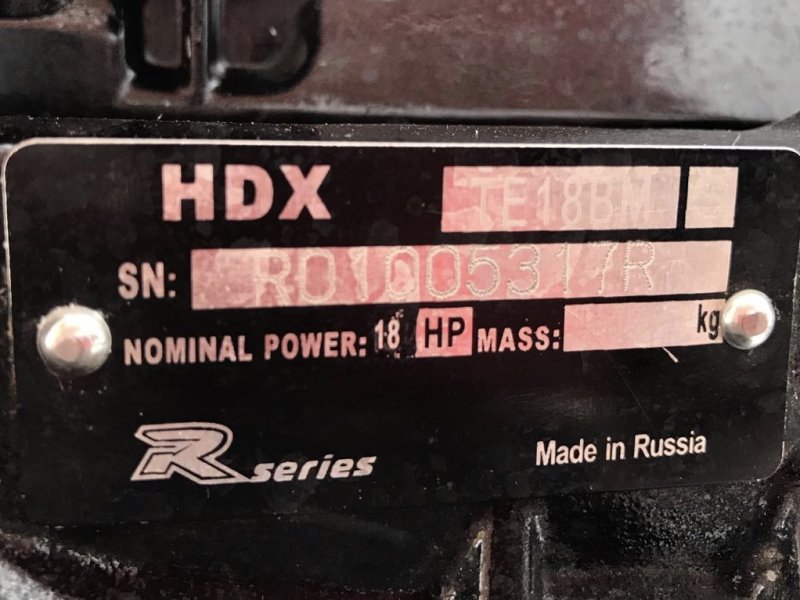 HDX TE18BM S
SN: R01005317R
NOMINAL POWER: 18 HP MASS: kg
R series
Made in Russia